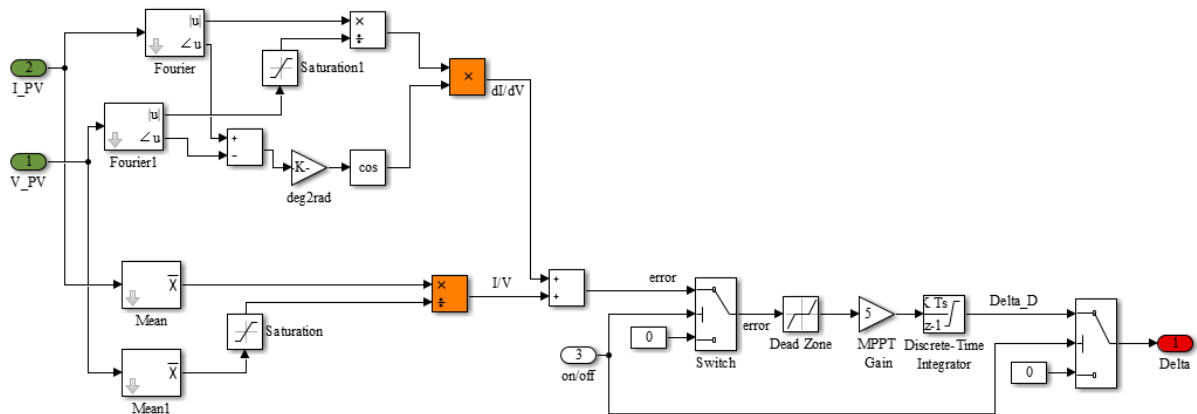 |u|
∠u
Fourier
×
÷
Saturation1
2
I_PV
×
dI/dV
|u|
∠u
Fourier1
+
−
1
V_PV
-K-
deg2rad
cos
x̄
Mean
×
÷
I/V
Saturation
x̄
Mean1
+
+
error
0
Switch
error
Dead Zone
5
MPPT
Gain
K Ts
z-1
Discrete-Time
Integrator
Delta_D
3
on/off
0
1
Delta